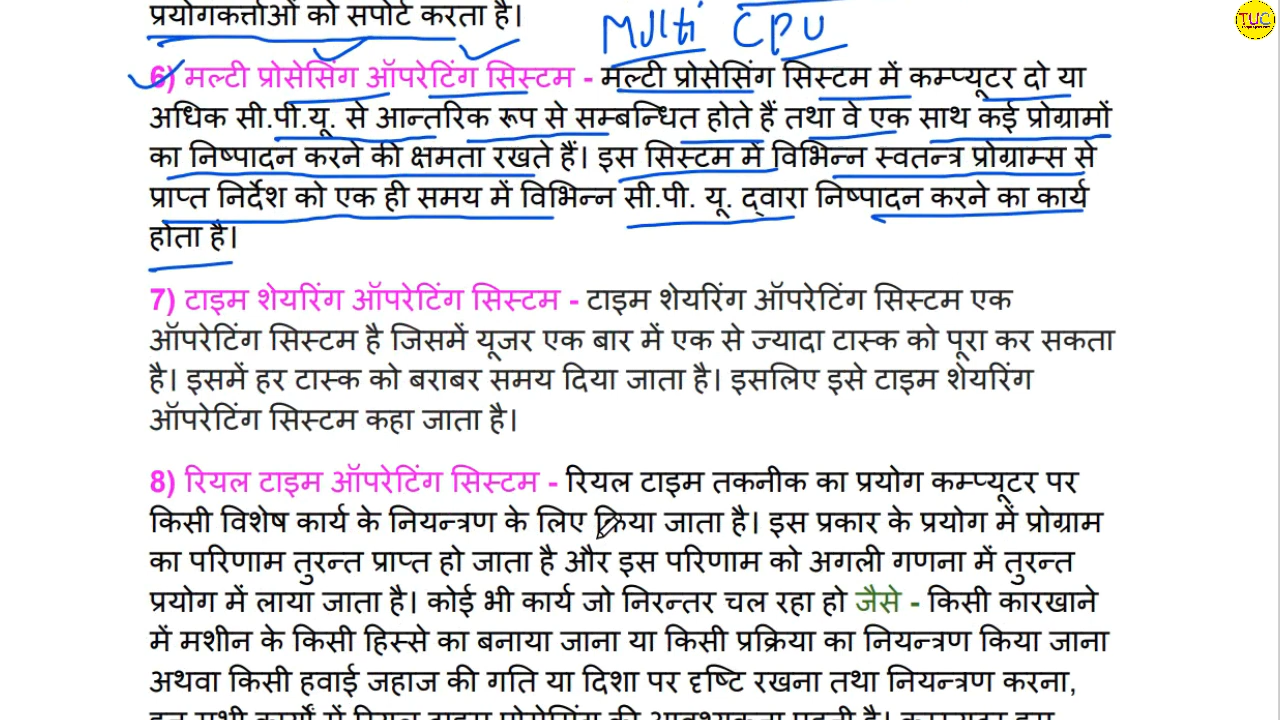 प्रयोगकर्त्ताओं को सपोर्ट करता है।
Multi CPU
TUC
6) मल्टी प्रोसेसिंग ऑपरेटिंग सिस्टम - मल्टी प्रोसेसिंग सिस्टम में कम्प्यूटर दो या
अधिक सी.पी.यू. से आन्तरिक रूप से सम्बन्धित होते हैं तथा वे एक साथ कई प्रोग्रामों
का निष्पादन करने की क्षमता रखते हैं। इस सिस्टम में विभिन्न स्वतन्त्र प्रोग्राम्स से
प्राप्त निर्देश को एक ही समय में विभिन्न सी.पी. यू. द्वारा निष्पादन करने का कार्य
होता है।
7) टाइम शेयरिंग ऑपरेटिंग सिस्टम - टाइम शेयरिंग ऑपरेटिंग सिस्टम एक
ऑपरेटिंग सिस्टम है जिसमें यूजर एक बार में एक से ज्यादा टास्क को पूरा कर सकता
है। इसमें हर टास्क को बराबर समय दिया जाता है। इसलिए इसे टाइम शेयरिंग
ऑपरेटिंग सिस्टम कहा जाता है।
8) रियल टाइम ऑपरेटिंग सिस्टम - रियल टाइम तकनीक का प्रयोग कम्प्यूटर पर
किसी विशेष कार्य के नियन्त्रण के लिए किया जाता है। इस प्रकार के प्रयोग में प्रोग्राम
का परिणाम तुरन्त प्राप्त हो जाता है और इस परिणाम को अगली गणना में तुरन्त
प्रयोग में लाया जाता है। कोई भी कार्य जो निरन्तर चल रहा हो जैसे - किसी कारखाने
में मशीन के किसी हिस्से का बनाया जाना या किसी प्रक्रिया का नियन्त्रण किया जाना
अथवा किसी हवाई जहाज की गति या दिशा पर दृष्टि रखना तथा नियन्त्रण करना,